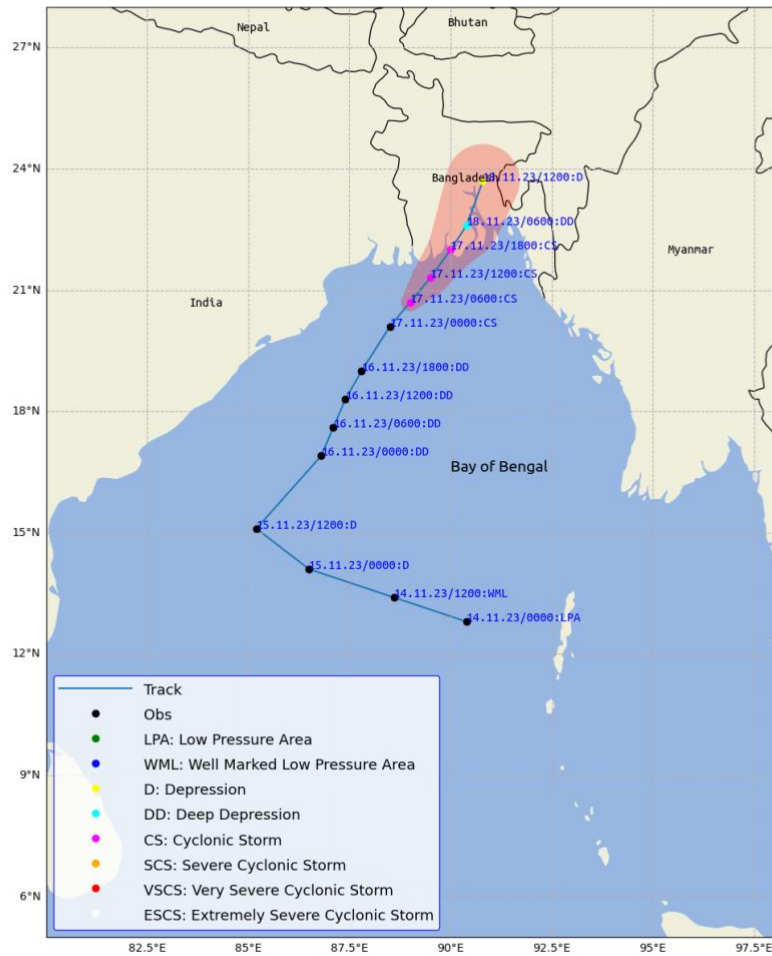 27°N
24°N
21°N
18°N
15°N
12°N
9°N
6°N
Nepal
Bhutan
Bangladesh
India
Myanmar
Bay of Bengal
18.11.23/1200:D
18.11.23/0600:DD
17.11.23/1800:CS
17.11.23/1200:CS
17.11.23/0600:CS
17.11.23/0000:CS
16.11.23/1800:DD
16.11.23/1200:DD
16.11.23/0600:DD
16.11.23/0000:DD
15.11.23/1200:D
15.11.23/0000:D
14.11.23/1200:WML
14.11.23/0000:LPA
Track
Obs
LPA: Low Pressure Area
WML: Well Marked Low Pressure Area
D: Depression
DD: Deep Depression
CS: Cyclonic Storm
SCS: Severe Cyclonic Storm
VSCS: Very Severe Cyclonic Storm
ESCS: Extremely Severe Cyclonic Storm
82.5°E 85°E 87.5°E 90°E 92.5°E 95°E 97.5°E